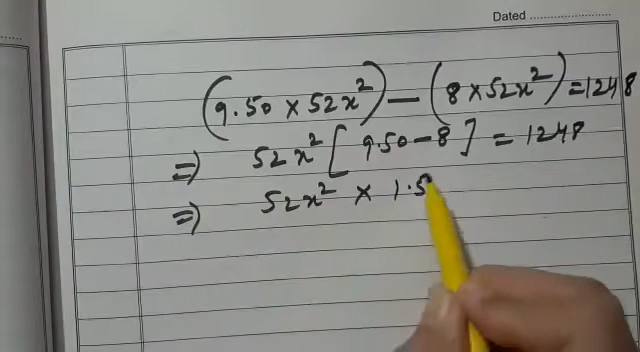 Dated
(9.50 × 52x²) − (8 × 52x²) = 1248
⇒) 52x² [9.50 − 8] = 1248
⇒) 52x² × 1.5